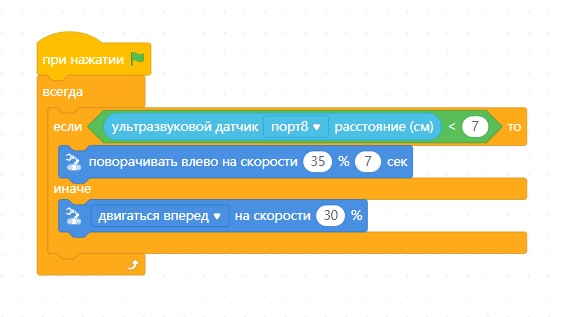 при нажатии
всегда
если ультразвуковой датчик порт8 расстояние (см) < 7 то
поворачивать влево на скорости 35 % 7 сек
иначе
двигаться вперед на скорости 30 %